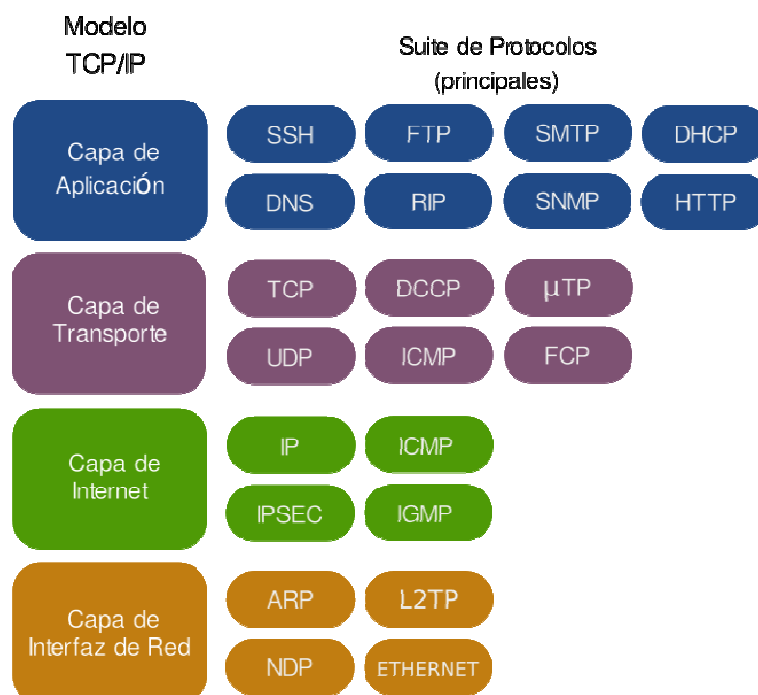 Modelo
TCP/IP
Suite de Protocolos
(principales)
Capa de
Aplicación
SSH
FTP
SMTP
DHCP
DNS
RIP
SNMP
HTTP
Capa de
Transporte
TCP
DCCP
µTP
UDP
ICMP
FCP
Capa de
Internet
IP
ICMP
IPSEC
IGMP
Capa de
Interfaz de Red
ARP
L2TP
NDP
ETHERNET